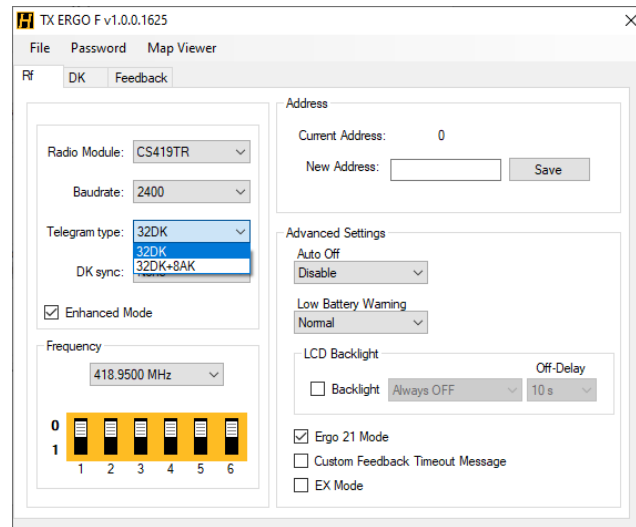 TX ERGO F v1.0.0.1625
File Password Map Viewer
Rf DK Feedback
Radio Module: CS419TR
Baudrate: 2400
Telegram type: 32DK
32DK
32DK+8AK
DK sync:
Enhanced Mode
Frequency
418.9500 MHz
0
1
1 2 3 4 5 6
Address
Current Address: 0
New Address: Save
Advanced Settings
Auto Off
Disable
Low Battery Warning
Normal
LCD Backlight
Off-Delay
Backlight Always OFF 10 s
Ergo 21 Mode
Custom Feedback Timeout Message
EX Mode